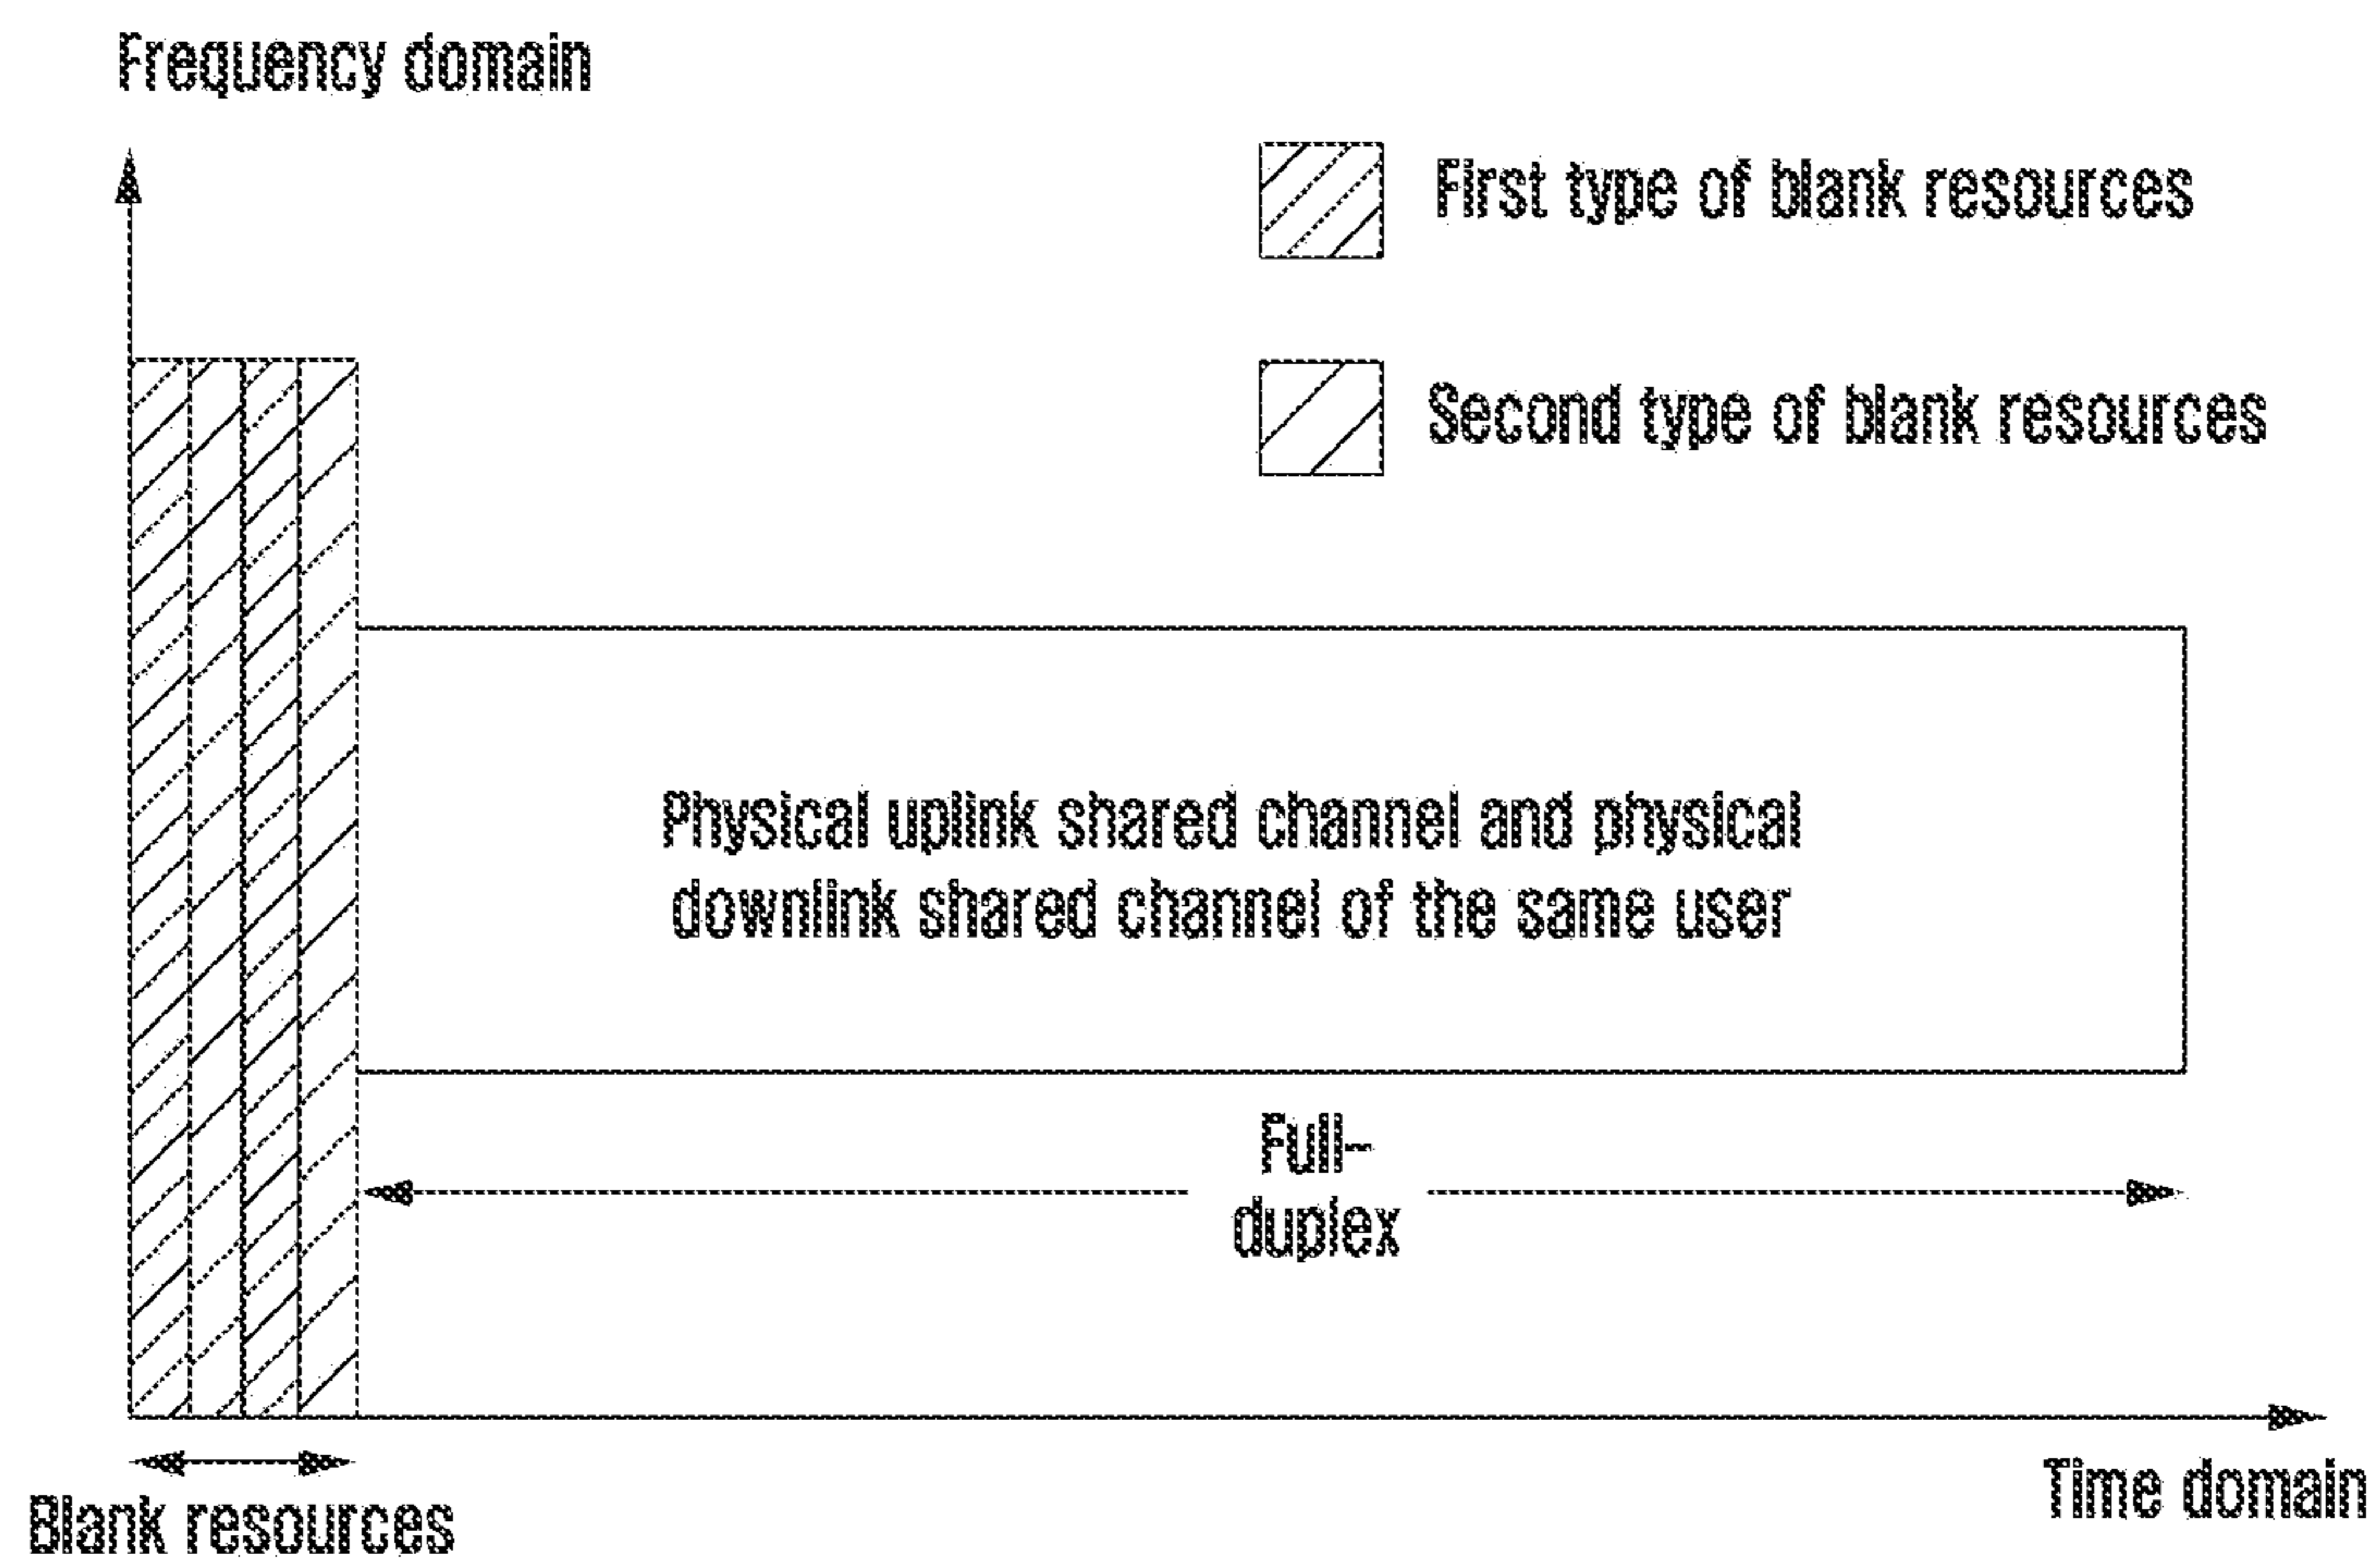 Frequency domain
First type of blank resources
Second type of blank resources
Physical uplink shared channel and physical
downlink shared channel of the same user
Full-
duplex
Time domain
Blank resources